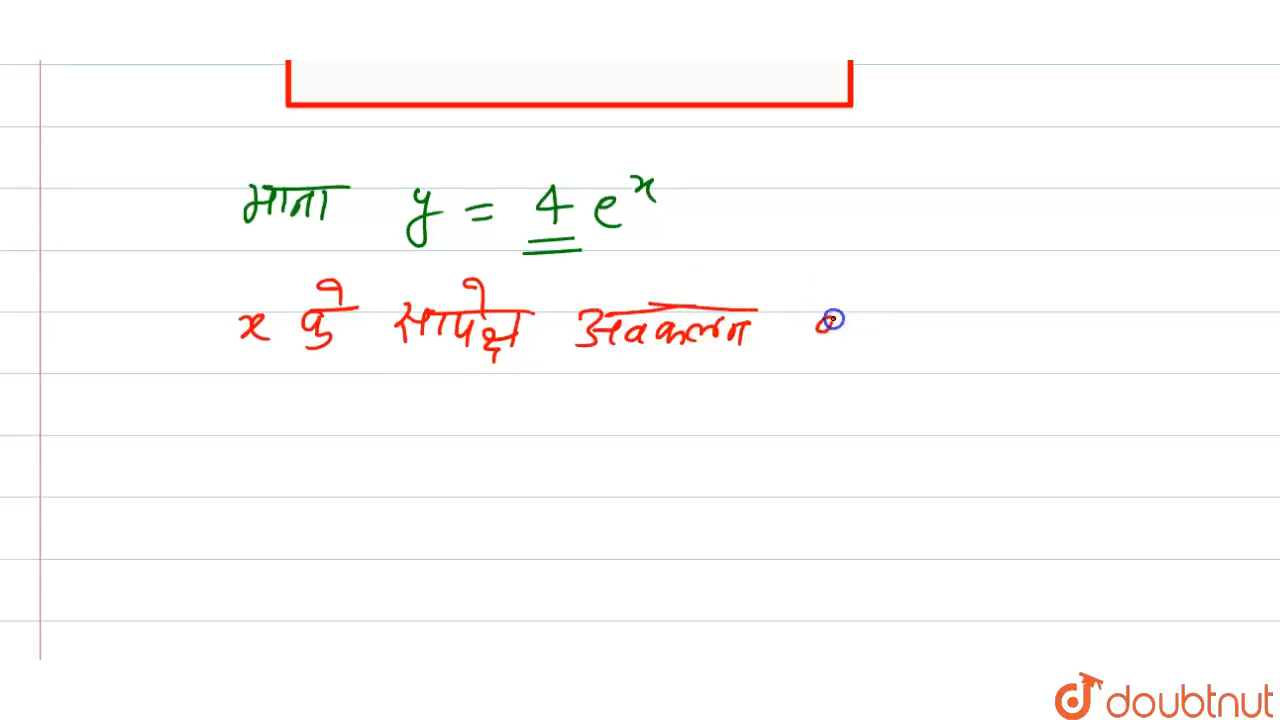 माना y = 4 e^x
x के सापेक्ष अवकलन
doubtnut